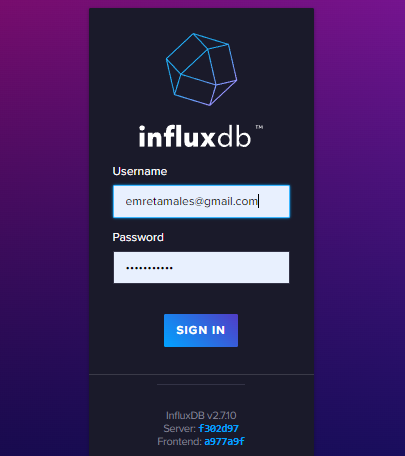 influxdb™
Username
emretamales@gmail.com
Password
•••••••••••
SIGN IN
InfluxDB v2.7.10
Server: f302d97
Frontend: a977a9f